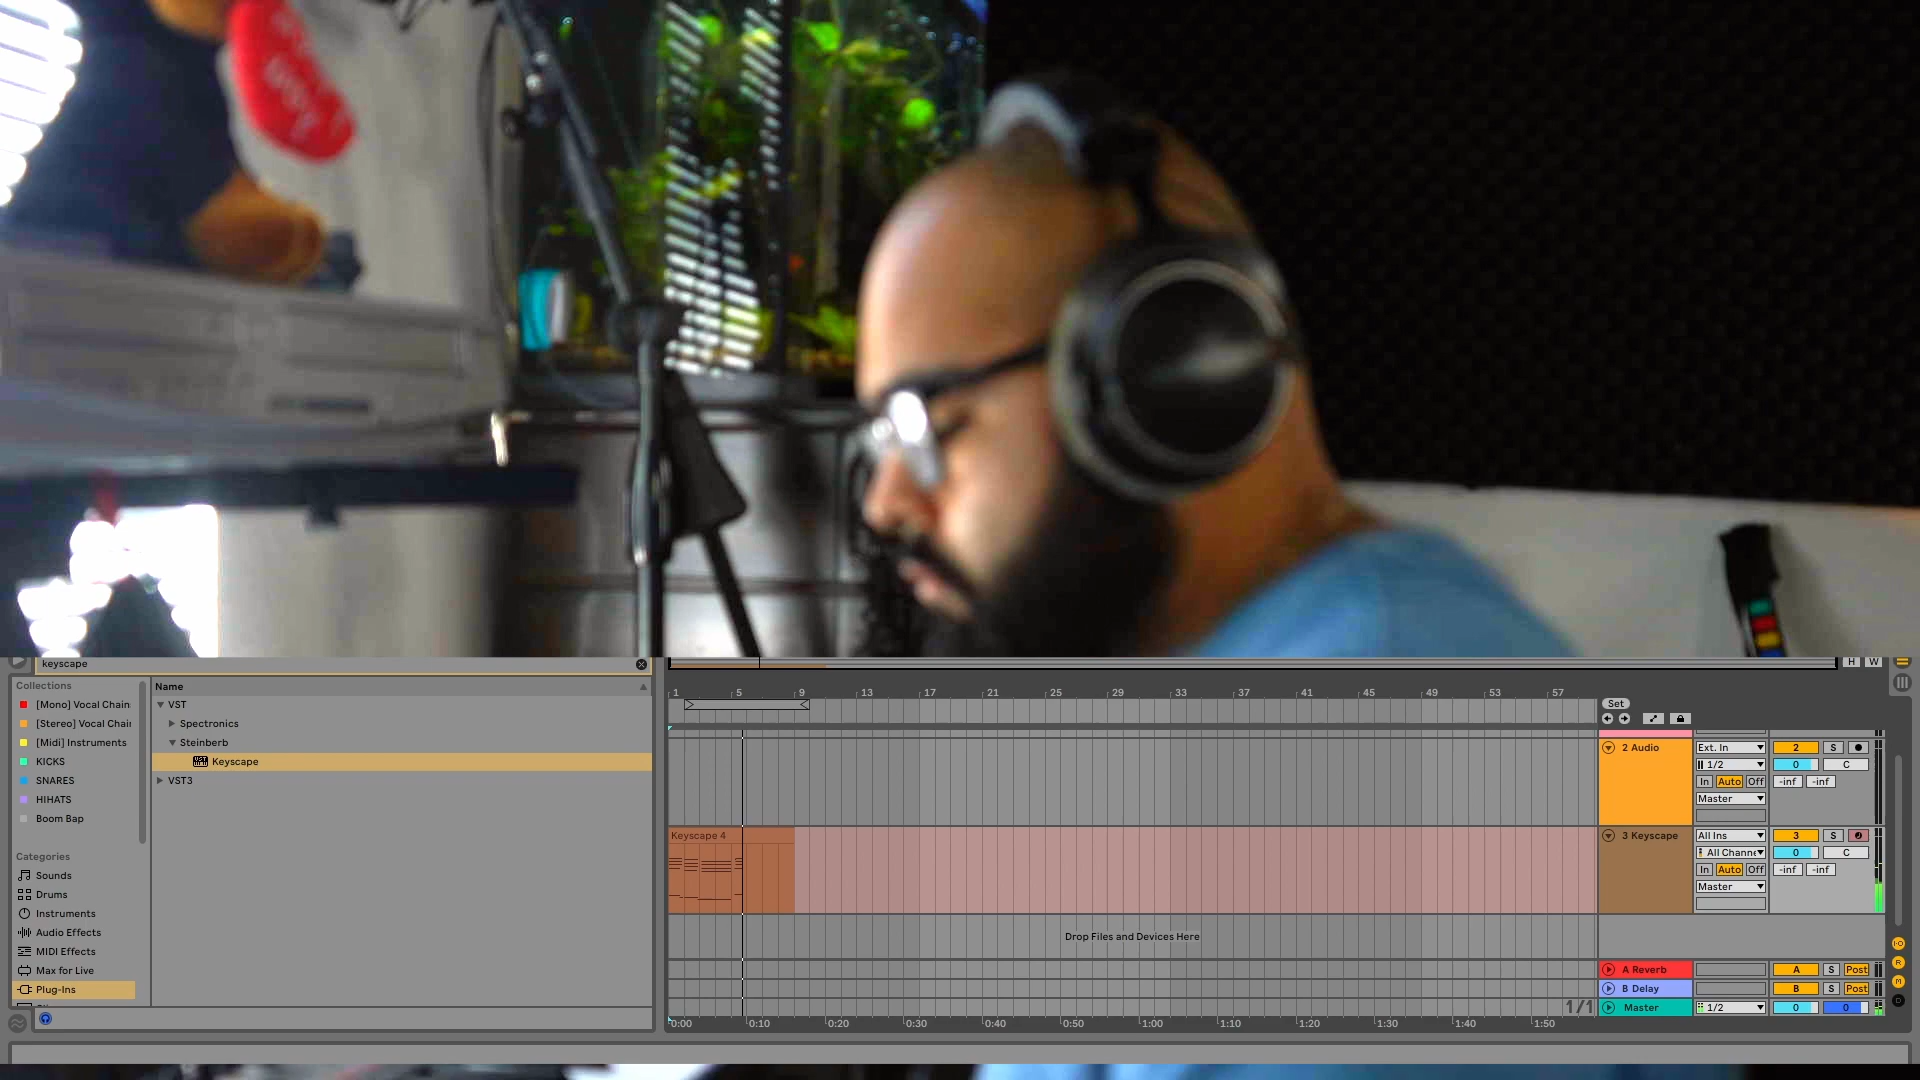 keyscape
H W
Collections
[Mono] Vocal Chain
[Stereo] Vocal Chai
[Midi] Instruments
KICKS
SNARES
HIHATS
Boom Bap
Categories
Sounds
Drums
Instruments
Audio Effects
MIDI Effects
Max for Live
Plug-Ins
Name
VST
Spectronics
Steinberb
Keyscape
VST3
1 5 9 13 17 21 25 29 33 37 41 45 49 53 57
Set
2 Audio
Ext. In
2 S
1/2
0 C
In Auto Off
-inf -inf
Master
Keyscape 4
3 Keyscape
All Ins
3 S
All Channe
0 C
In Auto Off
-inf -inf
Master
Drop Files and Devices Here
A Reverb
A S Post
B Delay
B S Post
1/1
Master
1/2
0 0
0:00 0:10 0:20 0:30 0:40 0:50 1:00 1:10 1:20 1:30 1:40 1:50
I·O
R
M
D